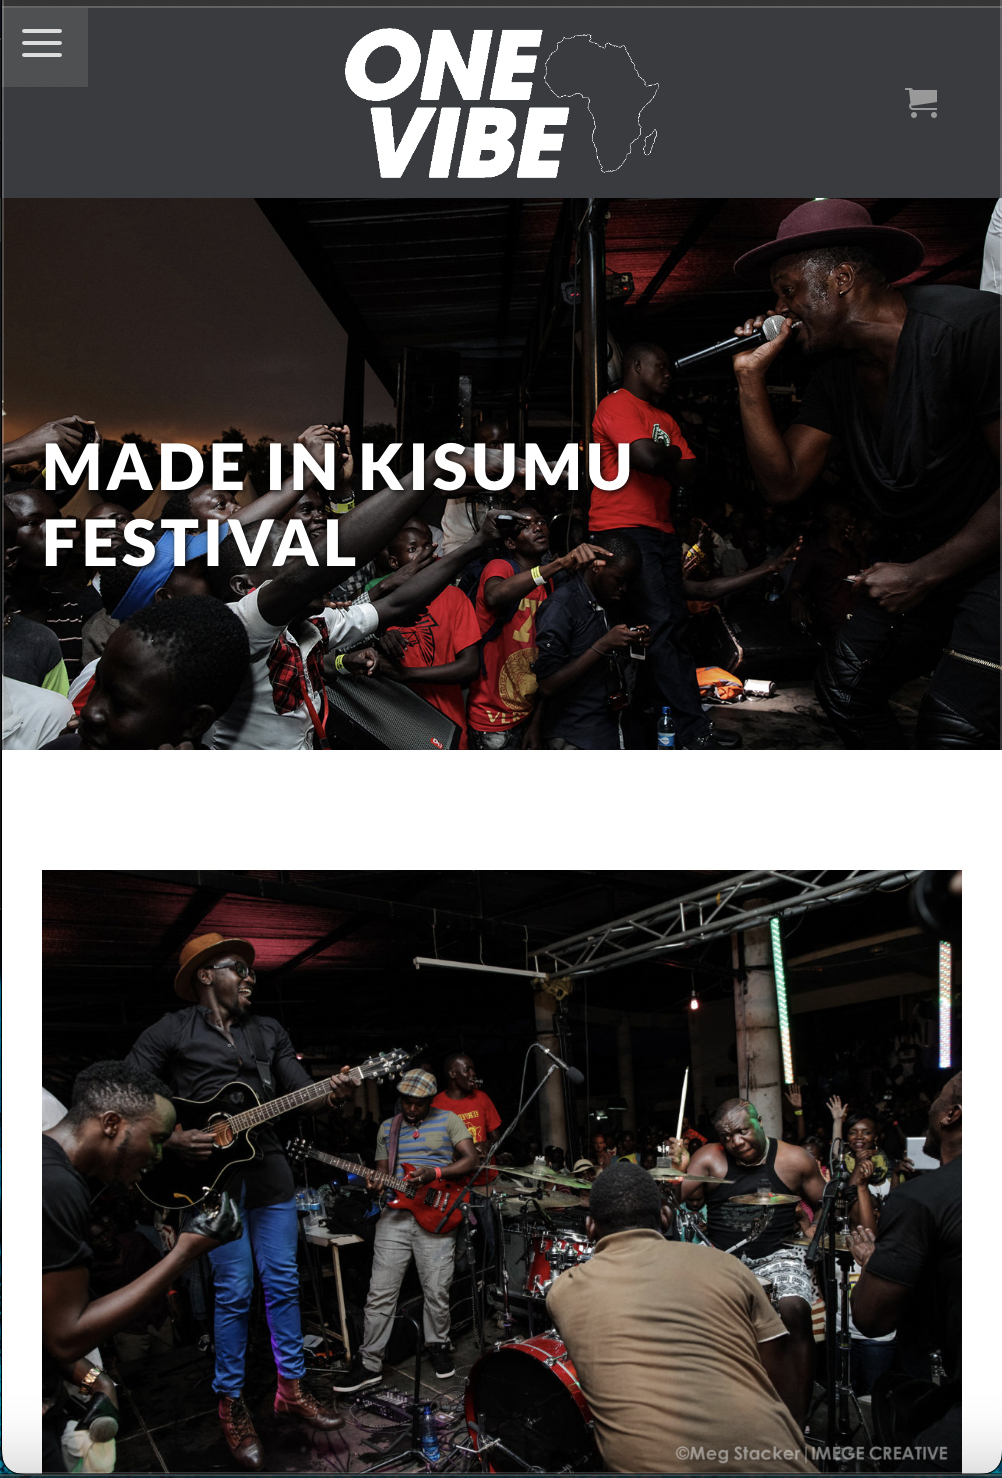 ONE
VIBE
MADE IN KISUMU
FESTIVAL
©Meg Stacker | IMEGE CREATIVE